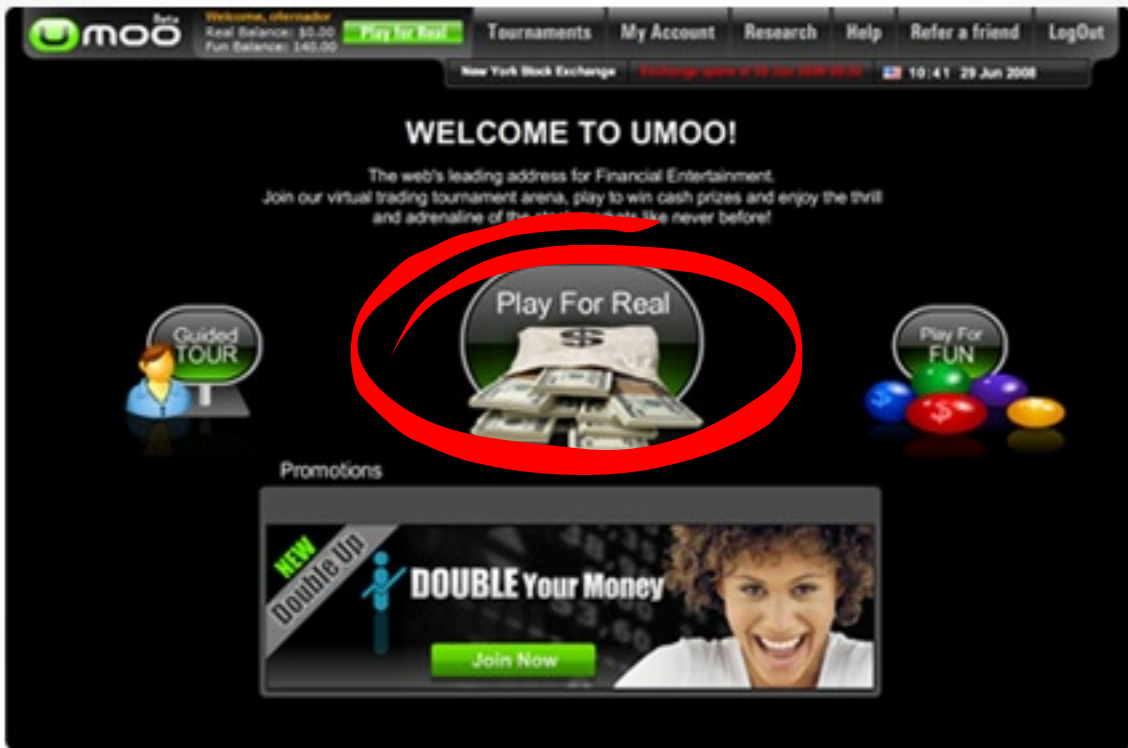 Umoo Beta
Welcome, ofernador
Real Balance: $0.00
Fun Balance: 140.00
Play for Real
Tournaments
My Account
Research
Help
Refer a friend
LogOut
New York Stock Exchange
10:41 29 Jun 2008
WELCOME TO UMOO!
The web's leading address for Financial Entertainment.
Join our virtual trading tournament arena, play to win cash prizes and enjoy the thrill
and adrenaline of the like never before!
Guided
TOUR
Play For Real
$
Play For
FUN
Promotions
NEW
Double Up
DOUBLE Your Money
Join Now